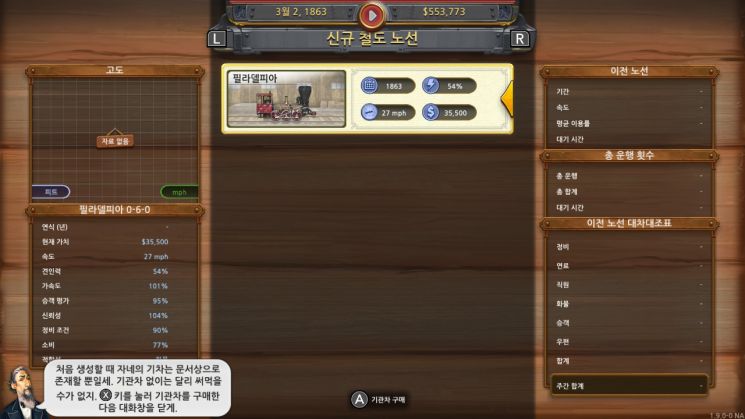 3월 2, 1863
$553,773
L
신규 철도 노선
R
고도
자료 없음
피트
mph
필라델피아
1863
54%
27 mph
35,500
이전 노선
기간 -
속도 -
평균 이용률 -
대기 시간 -
총 운행 횟수
총 운행 -
총 합계 -
대기 시간 -
이전 노선 대차대조표
정비 -
연료 -
직원 -
화물 -
승객 -
우편 -
합계 -
주간 합계 -
필라델피아 0-6-0
연식 (년) -
현재 가치 $35,500
속도 27 mph
견인력 54%
가속도 101%
승객 평가 95%
신뢰성 104%
정비 조건 90%
소비 77%
처음 생성할 때 자네의 기차는 문서상으로
존재할 뿐일세. 기관차 없이는 달리 써먹을
수가 없지. X 키를 눌러 기관차를 구매한
다음 대화창을 닫게.
A 기관차 구매
1.9.0-0 NA